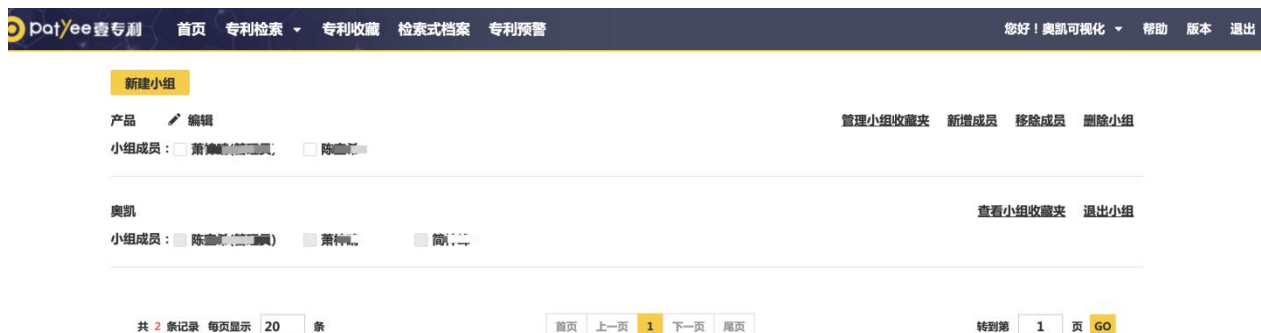 patyee壹专利 首页 专利检索 专利收藏 检索式档案 专利预警 您好！奥凯可视化 帮助 版本 退出
新建小组
产品 编辑 管理小组收藏夹 新增成员 移除成员 删除小组
小组成员： 萧 陈
奥凯 查看小组收藏夹 退出小组
小组成员： 陈 萧 简
共 2 条记录 每页显示 20 条 首页 上一页 1 下一页 尾页 转到第 1 页 GO